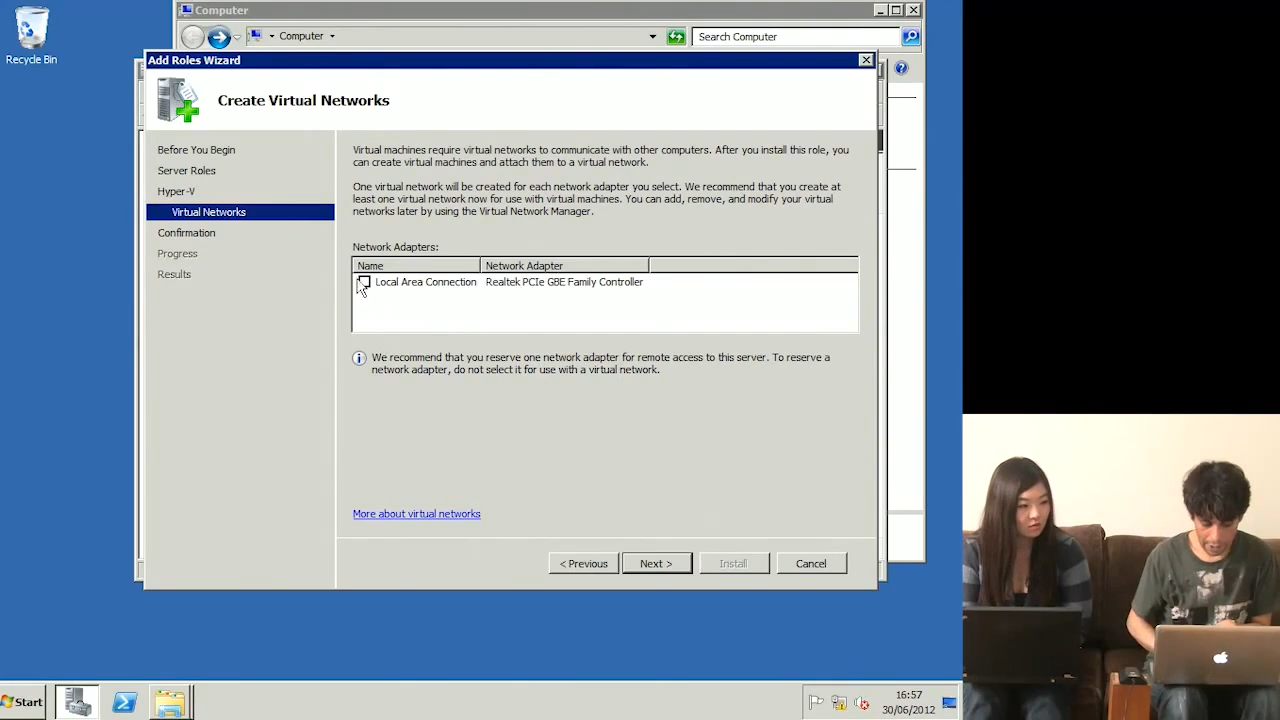 Recycle Bin
Computer
Computer
Search Computer
Add Roles Wizard
Create Virtual Networks
Before You Begin
Server Roles
Hyper-V
Virtual Networks
Confirmation
Progress
Results
Virtual machines require virtual networks to communicate with other computers. After you install this role, you
can create virtual machines and attach them to a virtual network.
One virtual network will be created for each network adapter you select. We recommend that you create at
least one virtual network now for use with virtual machines. You can add, remove, and modify your virtual
networks later by using the Virtual Network Manager.
Network Adapters:
Name Network Adapter
Local Area Connection Realtek PCIe GBE Family Controller
We recommend that you reserve one network adapter for remote access to this server. To reserve a
network adapter, do not select it for use with a virtual network.
More about virtual networks
< Previous Next > Install Cancel
Start
16:57
30/06/2012